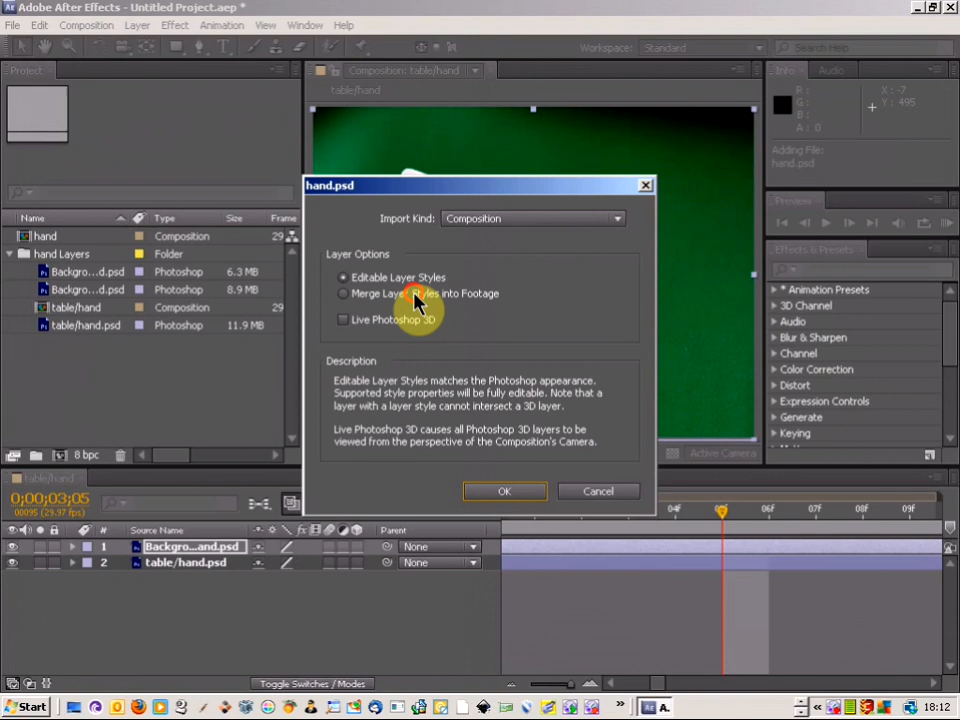 Adobe After Effects - Untitled Project.aep *
File Edit Composition Layer Effect Animation View Window Help
Workspace: Standard
Search Help
Project
Composition: table/hand
Info Audio
table/hand
R :
G :
B :
A : 0
X : -7
Y : 495
Adding File:
hand.psd
hand.psd
Import Kind: Composition
Preview
Name Type Size Frame
hand Composition 29
hand Layers Folder
Backgro...d.psd Photoshop 6.3 MB
Backgro...d.psd Photoshop 8.9 MB
table/hand Composition 29
table/hand.psd Photoshop 11.9 MB
8 bpc
Layer Options
Editable Layer Styles
Merge Layer Styles into Footage
Live Photoshop 3D
Description
Editable Layer Styles matches the Photoshop appearance.
Supported style properties will be fully editable. Note that a
layer with a layer style cannot intersect a 3D layer.
Live Photoshop 3D causes all Photoshop 3D layers to be
viewed from the perspective of the Composition's Camera.
OK Cancel
Effects & Presets
* Animation Presets
3D Channel
Audio
Blur & Sharpen
Channel
Color Correction
Distort
Expression Controls
Generate
Keying
Active Camera
table/hand
0;00;03;05
00095 (29.97 fps)
04f 05f 06f 07f 08f 09f
# Source Name Parent
1 Backgro...and.psd None
2 table/hand.psd None
Toggle Switches / Modes
Start
A.
18:12